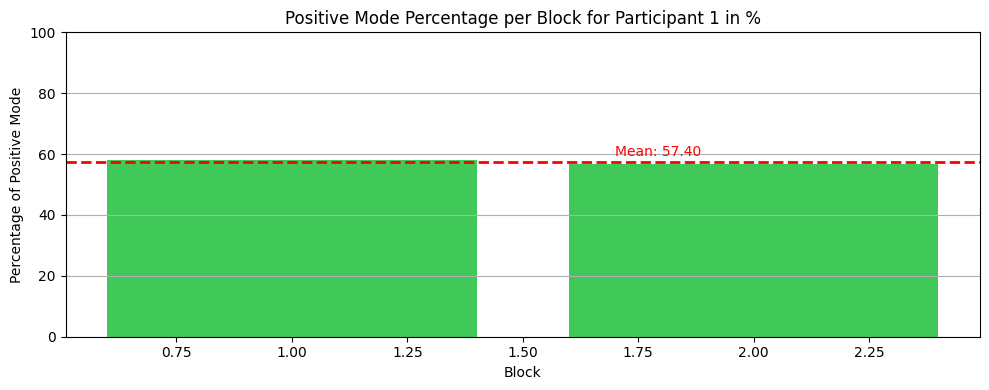 Positive Mode Percentage per Block for Participant 1 in %
Percentage of Positive Mode
100
80
60
40
20
0
Mean: 57.40
0.75 1.00 1.25 1.50 1.75 2.00 2.25
Block